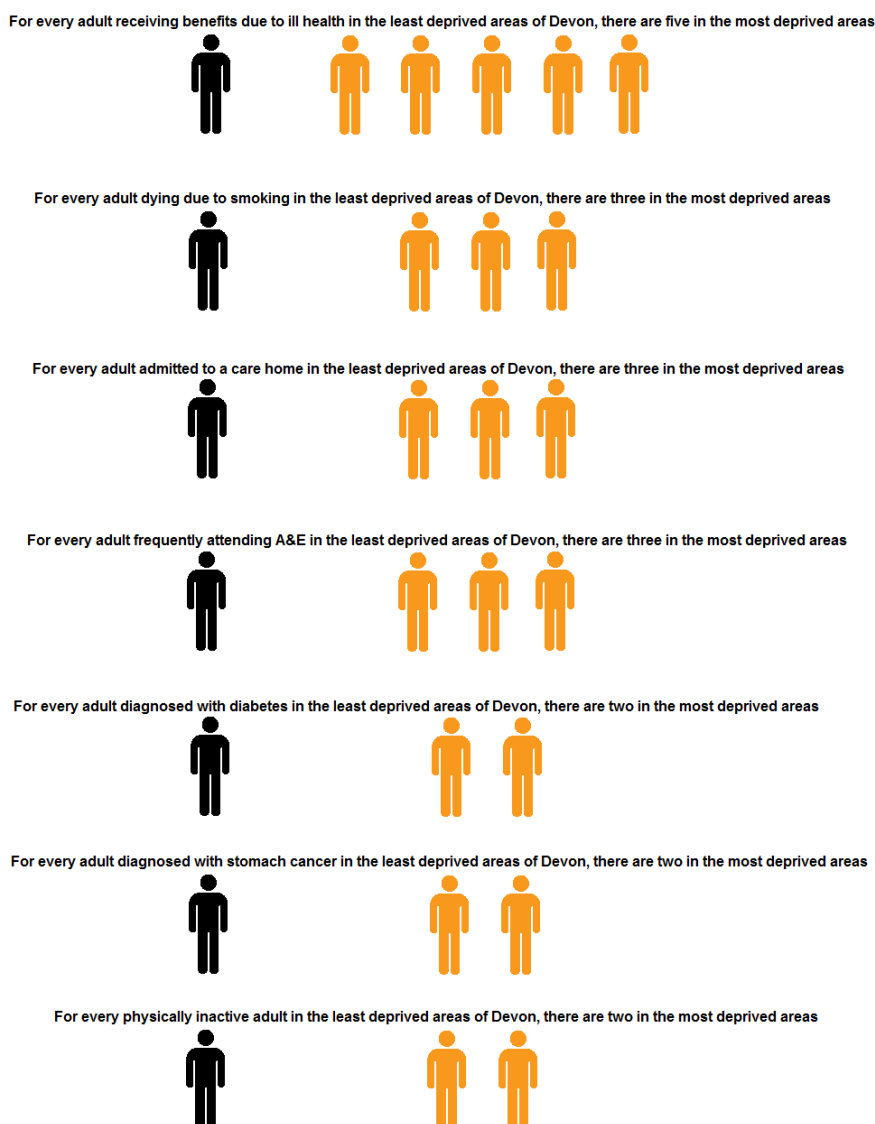 For every adult receiving benefits due to ill health in the least deprived areas of Devon, there are five in the most deprived areas
For every adult dying due to smoking in the least deprived areas of Devon, there are three in the most deprived areas
For every adult admitted to a care home in the least deprived areas of Devon, there are three in the most deprived areas
For every adult frequently attending A&E in the least deprived areas of Devon, there are three in the most deprived areas
For every adult diagnosed with diabetes in the least deprived areas of Devon, there are two in the most deprived areas
For every adult diagnosed with stomach cancer in the least deprived areas of Devon, there are two in the most deprived areas
For every physically inactive adult in the least deprived areas of Devon, there are two in the most deprived areas